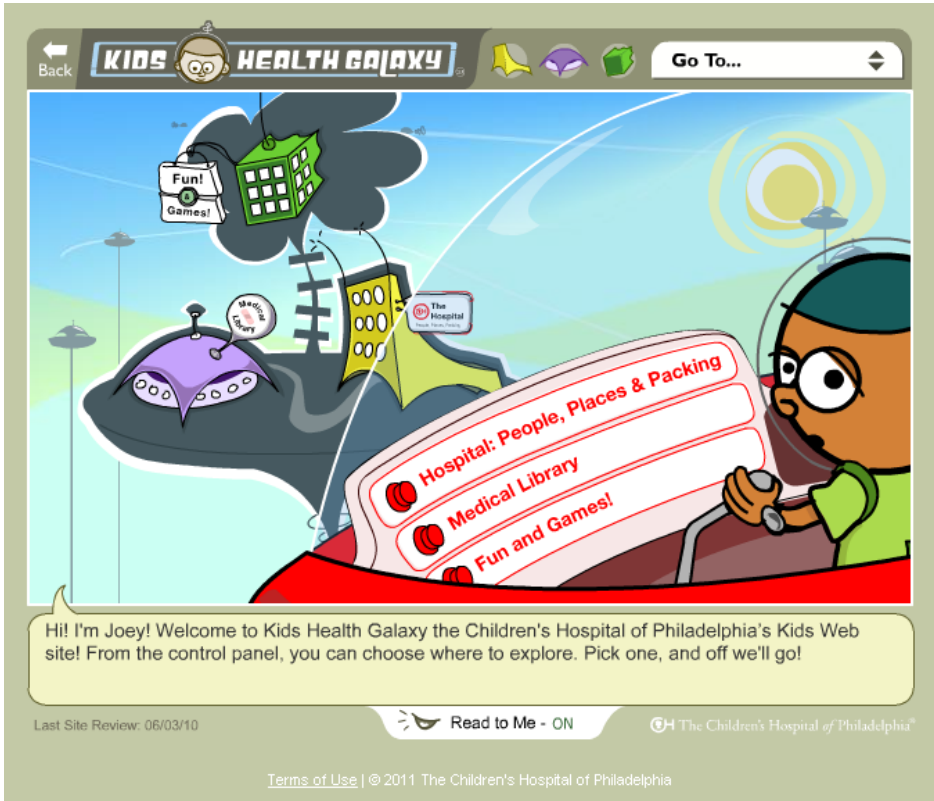 Back
KIDS HEALTH GALAXY
Go To...
Fun!
&
Games!
Medical
Library
The
Hospital
People, Places, Packing
Hospital: People, Places & Packing
Medical Library
Fun and Games!
Hi! I'm Joey! Welcome to Kids Health Galaxy the Children's Hospital of Philadelphia's Kids Web
site! From the control panel, you can choose where to explore. Pick one, and off we'll go!
Last Site Review: 06/03/10
Read to Me - ON
The Children's Hospital of Philadelphia®
Terms of Use | © 2011 The Children's Hospital of Philadelphia